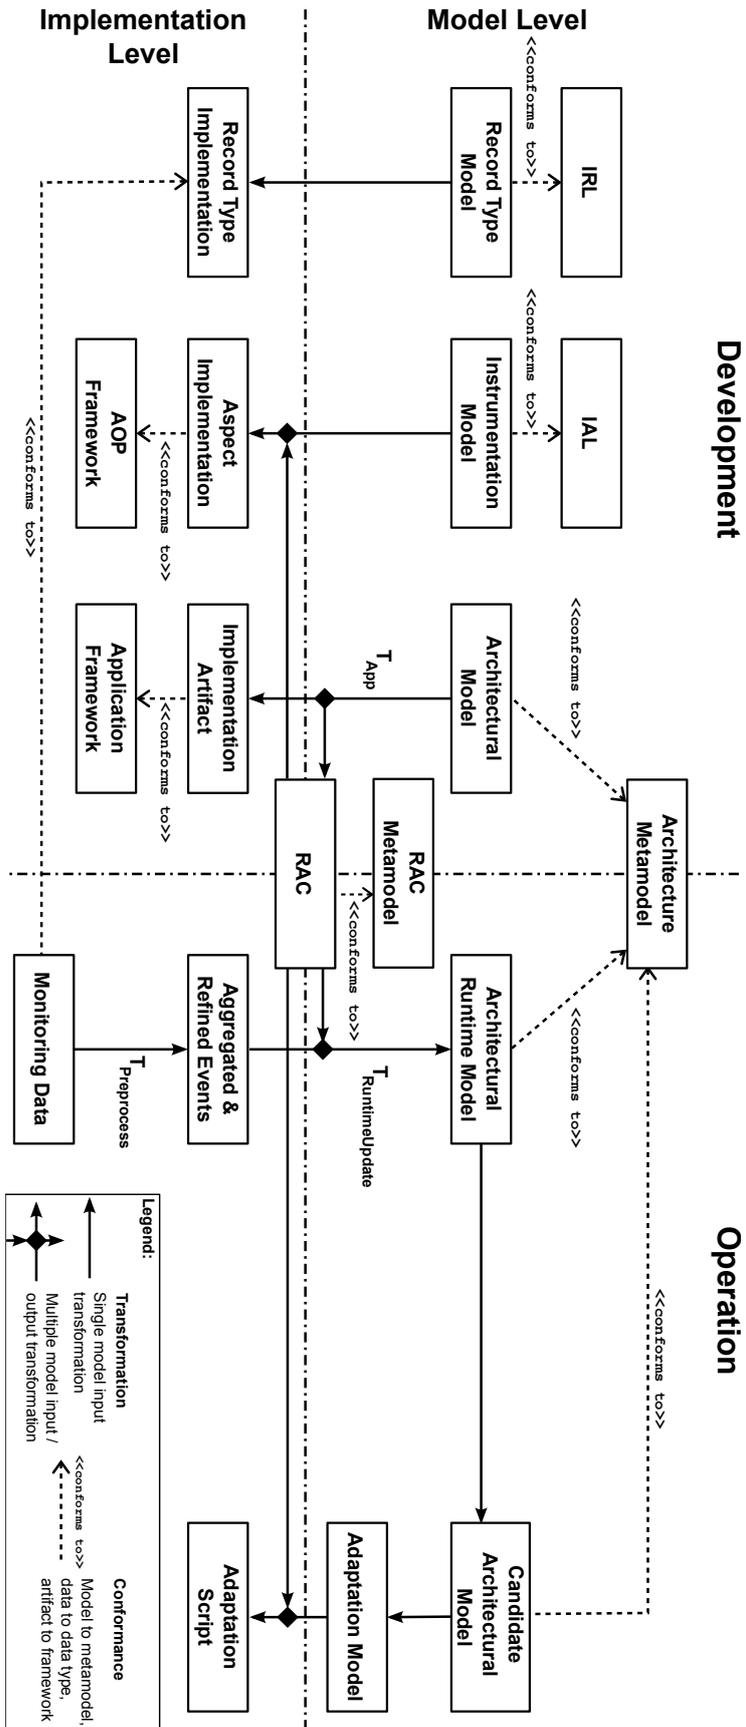 Development
Operation
Architecture
Metamodel
<<conforms to>>
<<conforms to>>
<<conforms to>>
IRL
IAL
<<conforms to>>
<<conforms to>>
Model Level
Record Type
Model
Instrumentation
Model
Architectural
Model
Architectural
Runtime Model
Candidate
Architectural
Model
RAC
Metamodel
<<conforms to>>
T_App
T_RuntimeUpdate
Adaptation Model
RAC
Implementation
Level
Record Type
Implementation
Aspect
Implementation
Implementation
Artifact
Aggregated &
Refined Events
Adaptation
Script
<<conforms to>>
<<conforms to>>
T_Preprocess
AOP
Framework
Application
Framework
Monitoring Data
<<conforms to>>
Legend:
Transformation
Single model input
transformation
Multiple model input /
output transformation
Conformance
<<conforms to>>
Model to metamodel,
data to data type,
artifact to framework